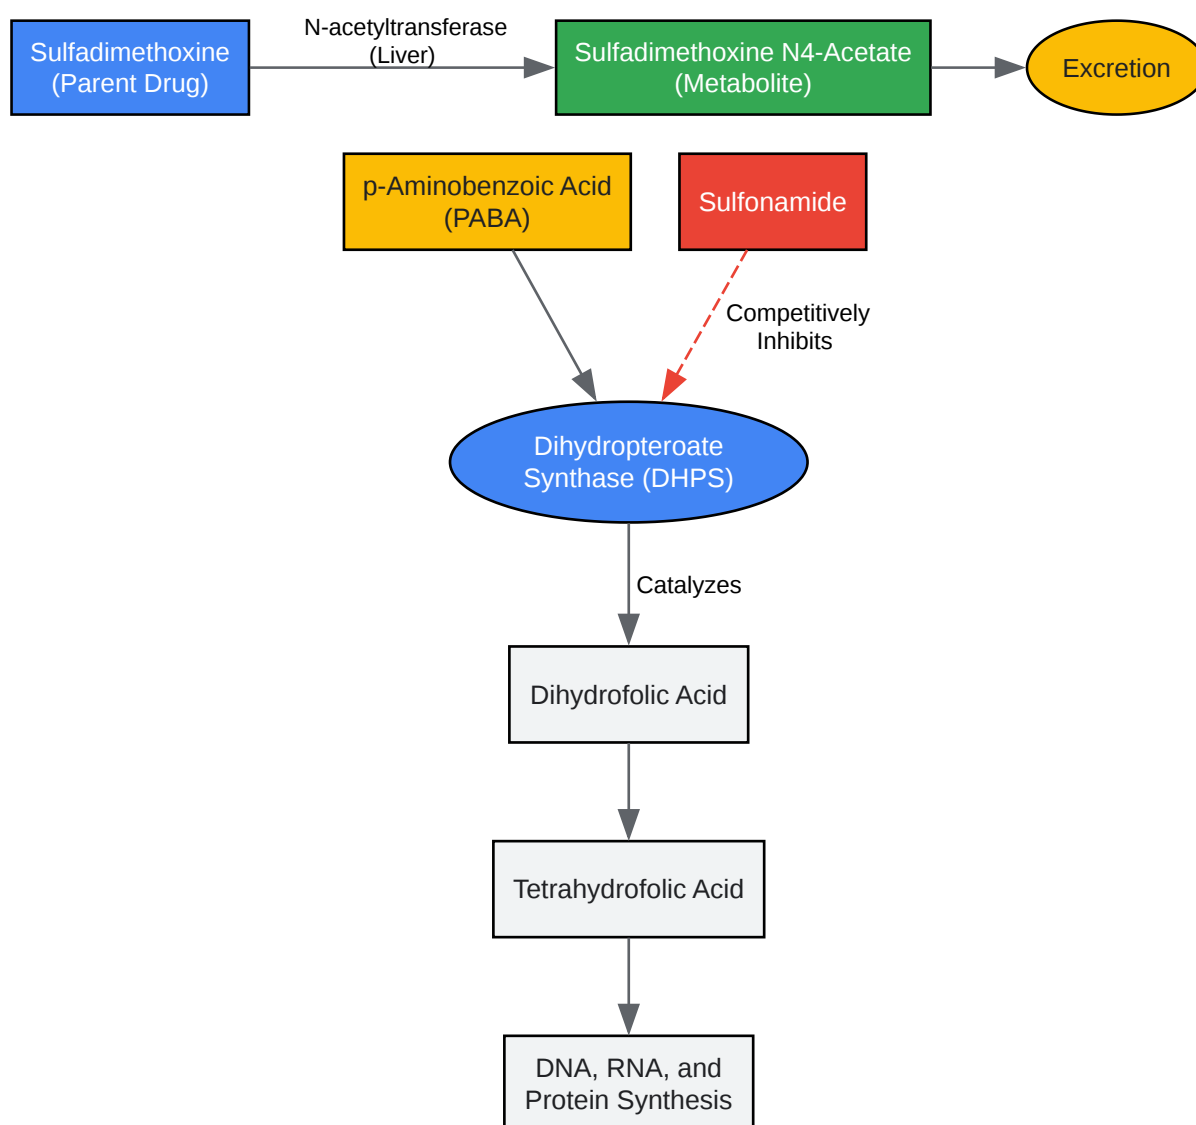 Sulfadimethoxine
(Parent Drug)
N-acetyltransferase
(Liver)
Sulfadimethoxine N4-Acetate
(Metabolite)
Excretion
p-Aminobenzoic Acid
(PABA)
Sulfonamide
Competitively
Inhibits
Dihydropteroate
Synthase (DHPS)
Catalyzes
Dihydrofolic Acid
Tetrahydrofolic Acid
DNA, RNA, and
Protein Synthesis